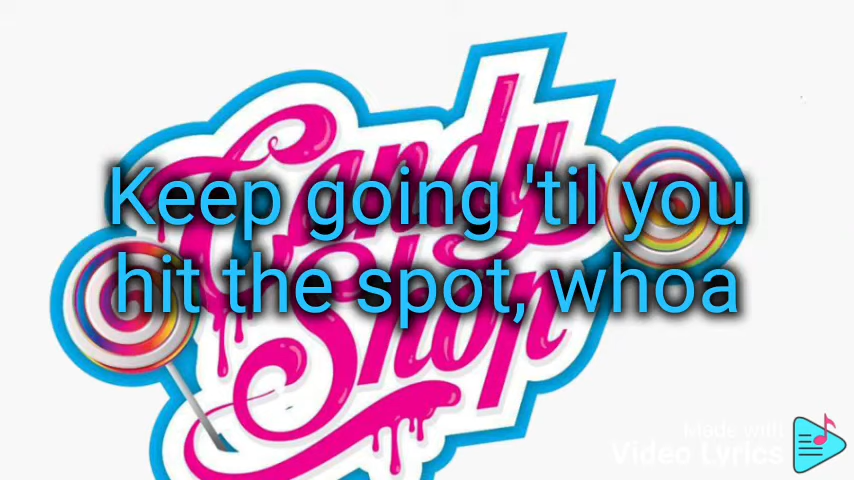 Candy
Keep going 'til you
hit the spot, whoa
Shop
Made with
Video Lyrics